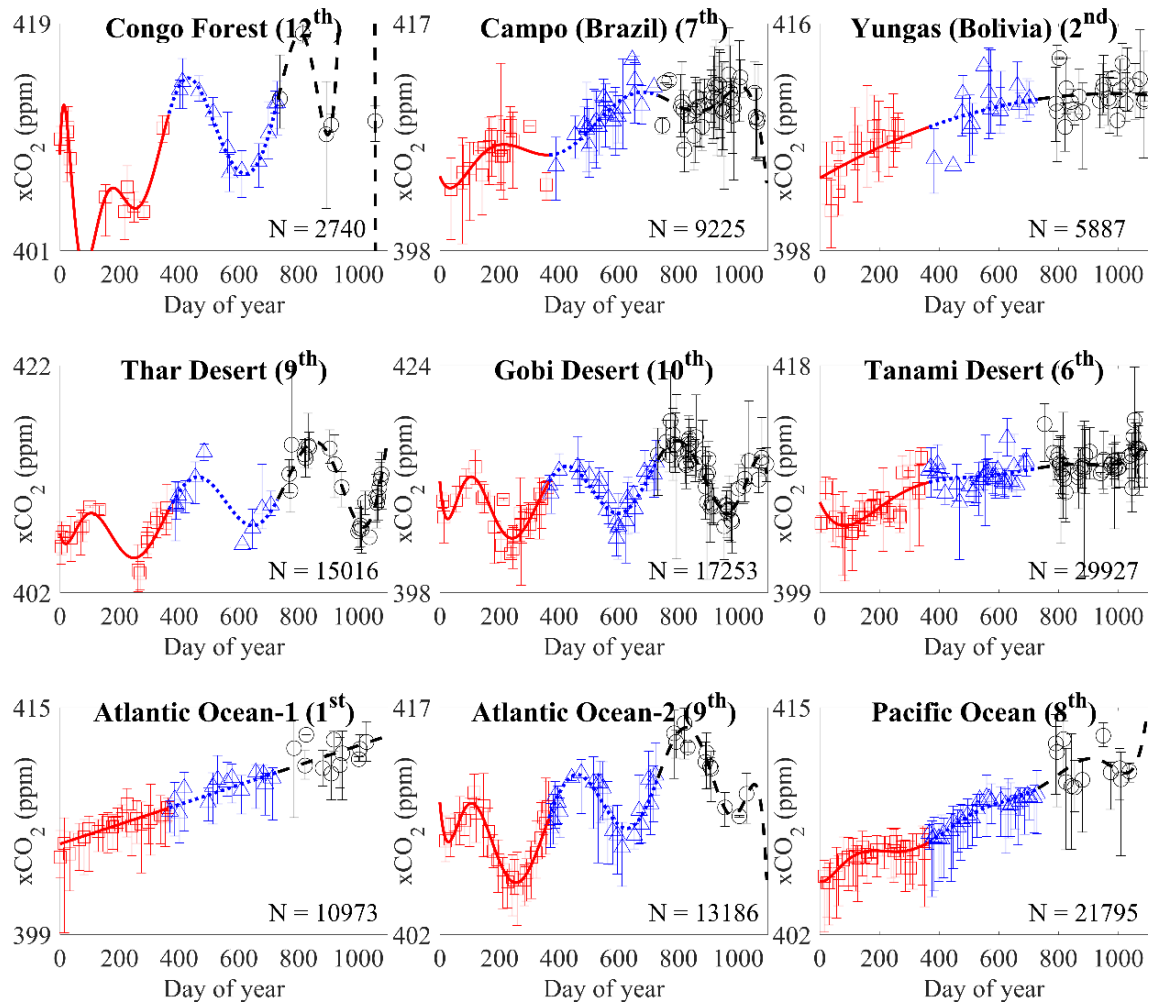 Congo Forest (12th)
419
xCO2 (ppm)
401
N = 2740
0 200 400 600 800 1000
Day of year
Campo (Brazil) (7th)
417
xCO2 (ppm)
398
N = 9225
0 200 400 600 800 1000
Day of year
Yungas (Bolivia) (2nd)
416
xCO2 (ppm)
398
N = 5887
0 200 400 600 800 1000
Day of year
Thar Desert (9th)
422
xCO2 (ppm)
402
N = 15016
0 200 400 600 800 1000
Day of year
Gobi Desert (10th)
424
xCO2 (ppm)
398
N = 17253
0 200 400 600 800 1000
Day of year
Tanami Desert (6th)
418
xCO2 (ppm)
399
N = 29927
0 200 400 600 800 1000
Day of year
Atlantic Ocean-1 (1st)
415
xCO2 (ppm)
399
N = 10973
0 200 400 600 800 1000
Day of year
Atlantic Ocean-2 (9th)
417
xCO2 (ppm)
402
N = 13186
0 200 400 600 800 1000
Day of year
Pacific Ocean (8th)
415
xCO2 (ppm)
402
N = 21795
0 200 400 600 800 1000
Day of year